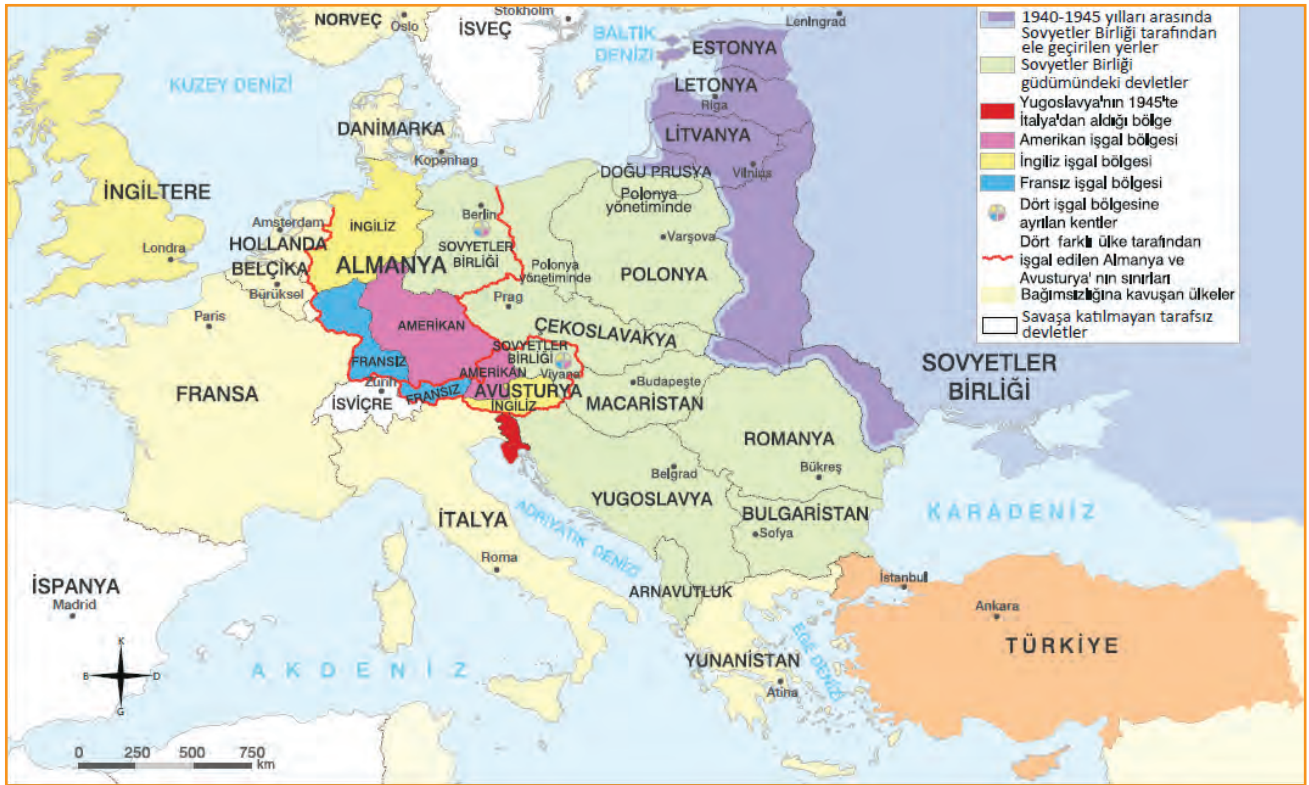 NORVEÇ
Oslo
Stokholm
İSVEÇ
BALTIK
DENİZİ
Leningrad
ESTONYA
KUZEY DENİZİ
LETONYA
Riga
DANİMARKA
Kopenhag
LİTVANYA
Vilnius
DOĞU PRUSYA
Polonya
yönetiminde
İNGİLTERE
Londra
Amsterdam
HOLLANDA
BELÇİKA
Bürüksel
İNGİLİZ
ALMANYA
Berlin
SOVYETLER
BİRLİĞİ
Polonya
yönetiminde
Varşova
POLONYA
Paris
Prag
AMERİKAN
ÇEKOSLAVAKYA
FRANSIZ
SOVYETLER
BİRLİĞİ
Viyana
AMERİKAN
FRANSA
Zürih
İSVİÇRE
FRANSIZ
AVUSTURYA
İNGİLİZ
Budapeşte
MACARİSTAN
SOVYETLER
BİRLİĞİ
ROMANYA
Bükreş
Belgrad
YUGOSLAVYA
BULGARİSTAN
Sofya
KARADENİZ
İTALYA
Roma
ADRİYATİK DENİZİ
ARNAVUTLUK
İSPANYA
Madrid
İstanbul
Ankara
TÜRKİYE
YUNANİSTAN
Atina
EGE DENİZİ
AKDENİZ
K
B
D
G
0 250 500 750
km
1940-1945 yılları arasında
Sovyetler Birliği tarafından
ele geçirilen yerler
Sovyetler Birliği
güdümündeki devletler
Yugoslavya'nın 1945'te
İtalya'dan aldığı bölge
Amerikan işgal bölgesi
İngiliz işgal bölgesi
Fransız işgal bölgesi
Dört işgal bölgesine
ayrılan kentler
Dört farklı ülke tarafından
işgal edilen Almanya ve
Avusturya' nın sınırları
Bağımsızlığına kavuşan ülkeler
Savaşa katılmayan tarafsız
devletler